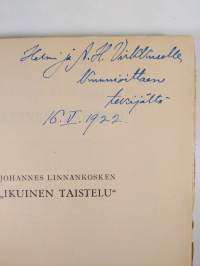 Helmi ja A. H. Virkkuselle
kunnioittaen
tekijältä
16. V. 1922.
JOHANNES LINNANKOSKEN
„IKUINEN TAISTELU"